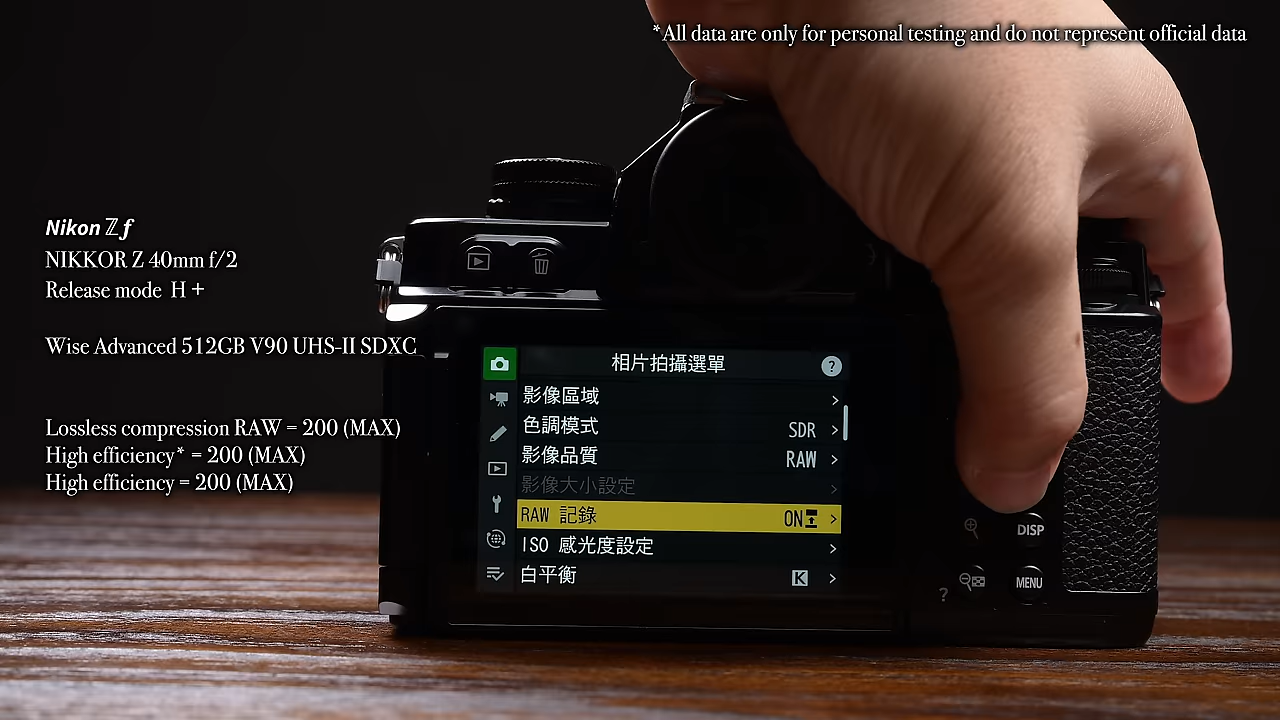 *All data are only for personal testing and do not represent official data
Nikon Zf
NIKKOR Z 40mm f/2
Release mode H +
Wise Advanced 512GB V90 UHS-II SDXC
Lossless compression RAW = 200 (MAX)
High efficiency* = 200 (MAX)
High efficiency = 200 (MAX)
相片拍攝選單 ?
影像區域 >
色調模式 SDR >
影像品質 RAW >
影像大小設定 >
RAW 記錄 ON >
ISO 感光度設定 >
白平衡 K >
DISP
? MENU